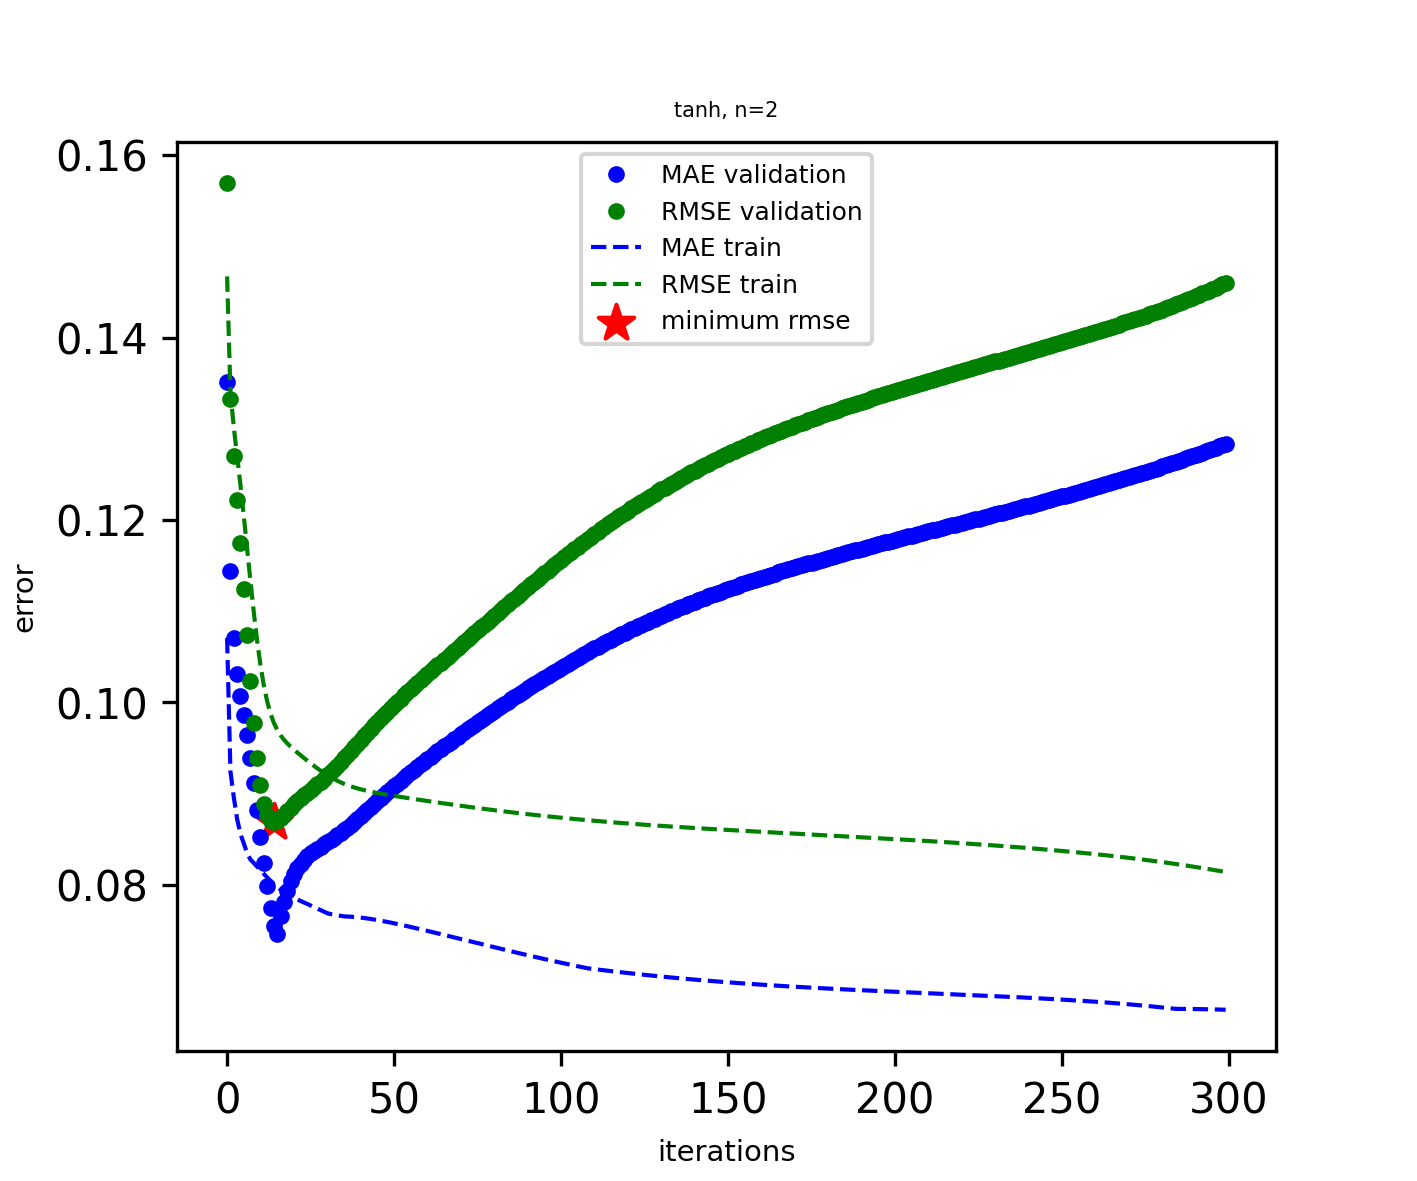 tanh, n=2
0.16
0.14
0.12
0.10
0.08
error
MAE validation
RMSE validation
MAE train
RMSE train
minimum rmse
0 50 100 150 200 250 300
iterations